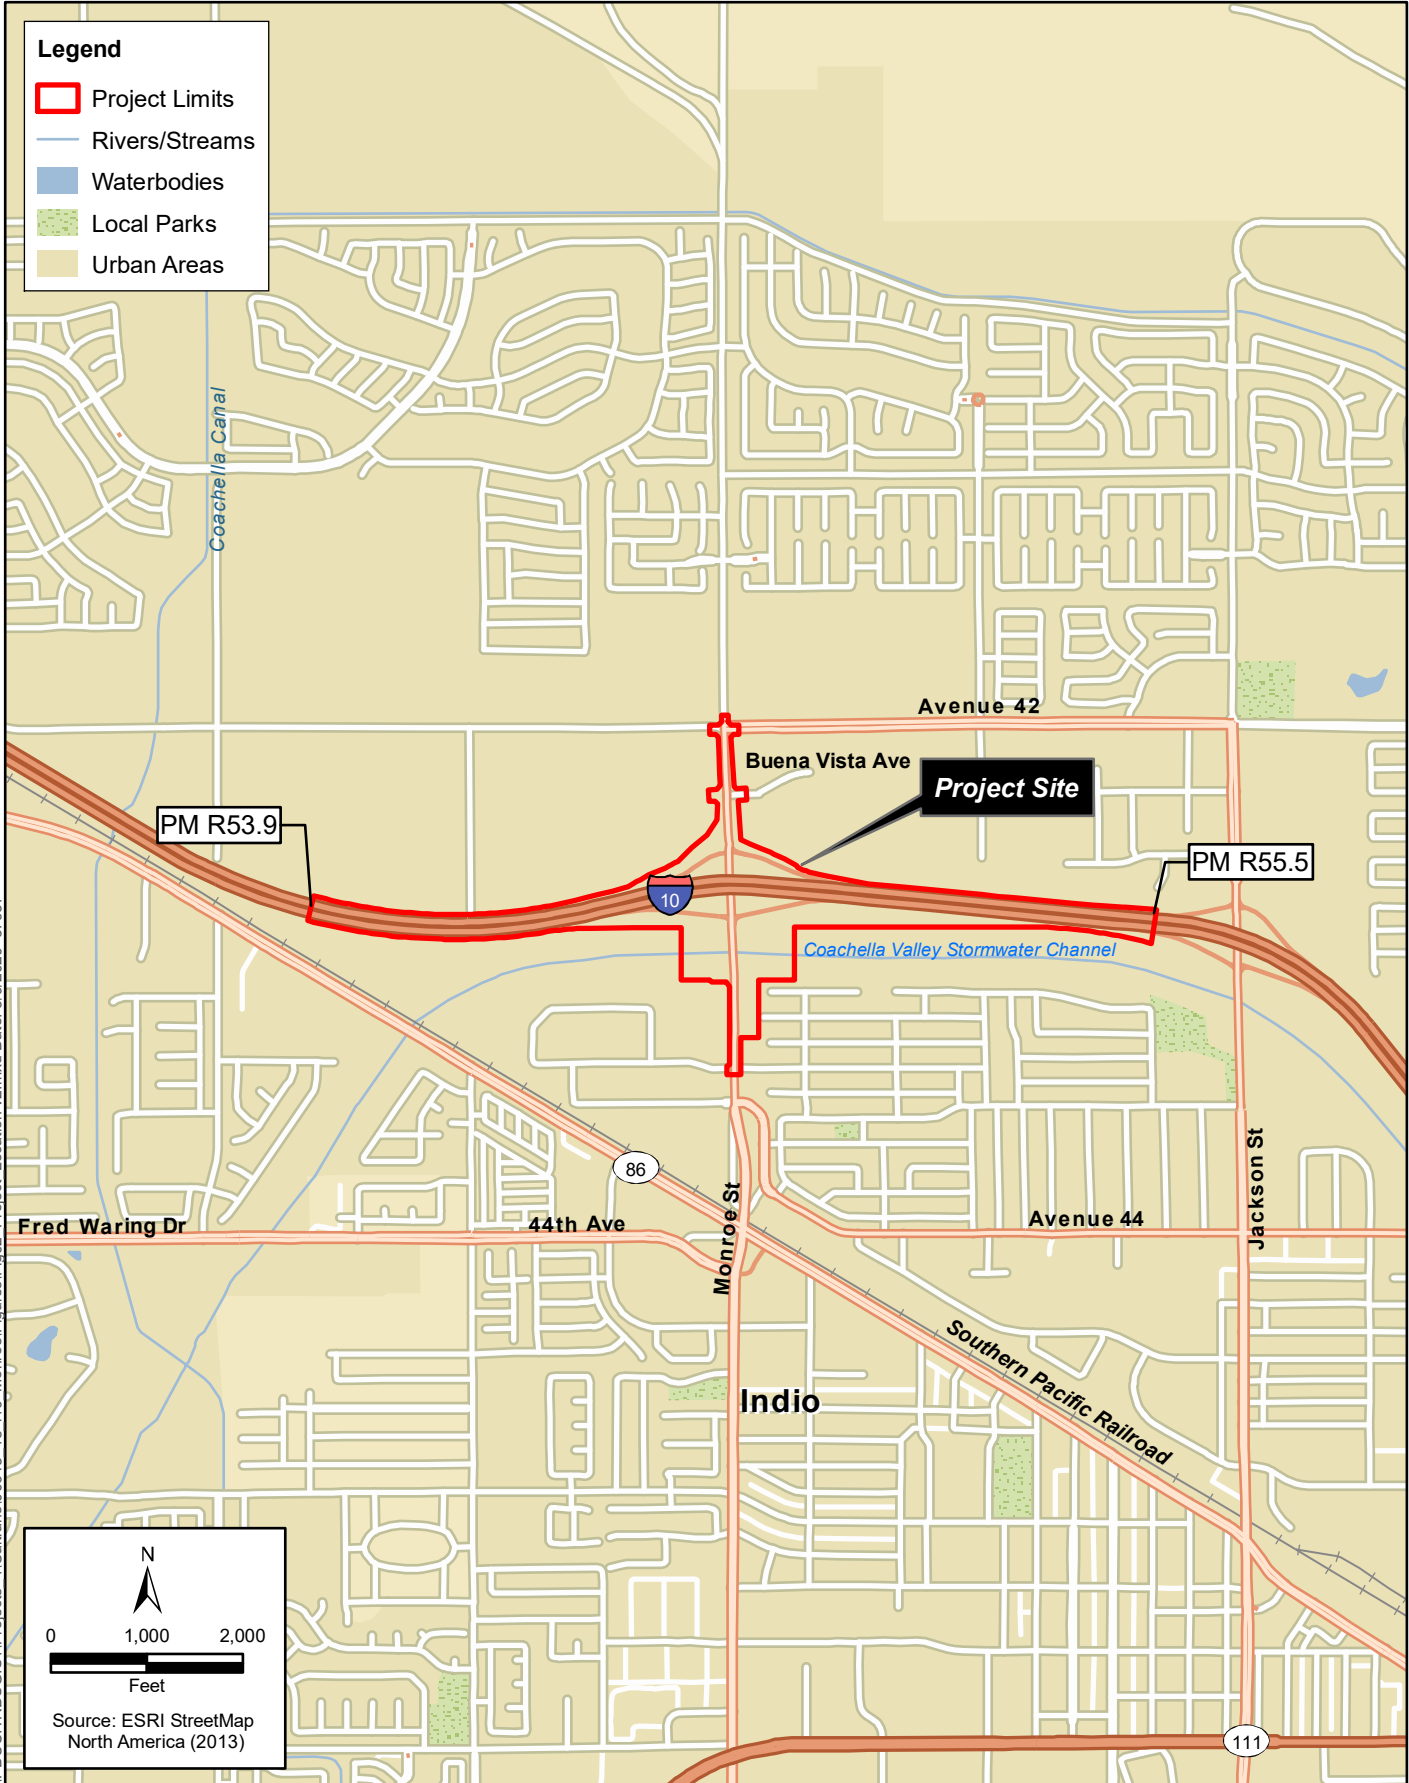 Legend
Project Limits
Rivers/Streams
Waterbodies
Local Parks
Urban Areas
Coachella Canal
Avenue 42
Buena Vista Ave
Project Site
PM R53.9
PM R55.5
10
Coachella Valley Stormwater Channel
86
Fred Waring Dr
44th Ave
Monroe St
Avenue 44
Jackson St
Southern Pacific Railroad
Indio
N
0 1,000 2,000
Feet
Source: ESRI StreetMap
North America (2013)
111